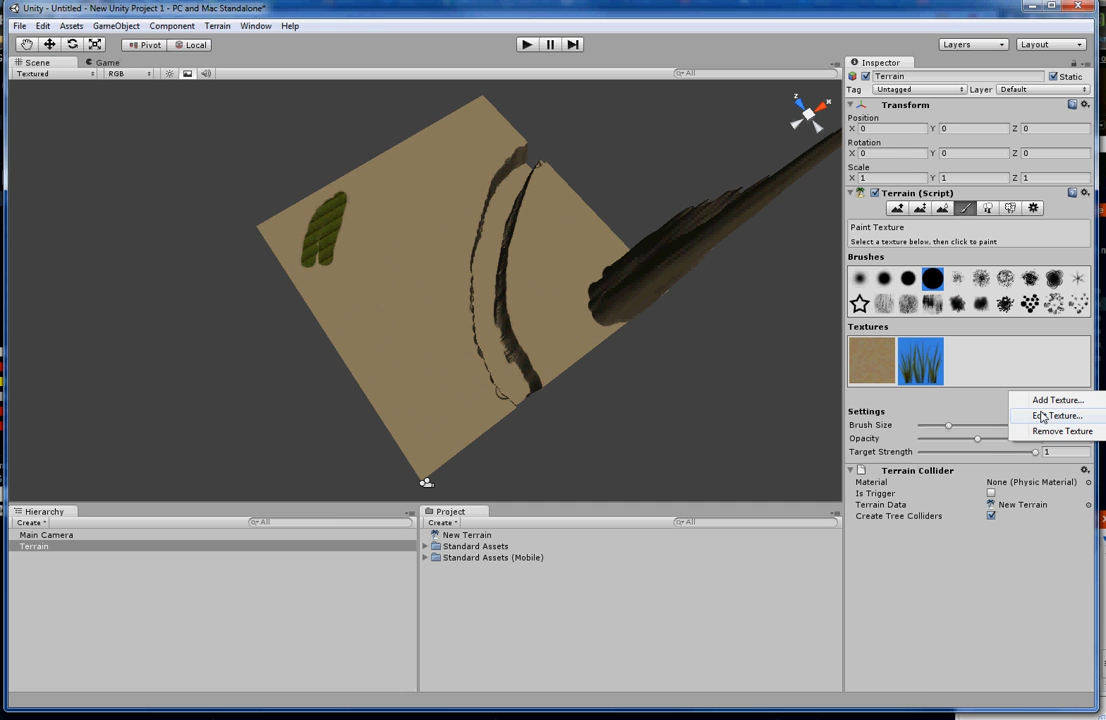 Unity - Untitled - New Unity Project 1 - PC and Mac Standalone*
File Edit Assets GameObject Component Terrain Window Help
Pivot Local Layers Layout
Scene Game
Textured RGB All
z x
Inspector
Terrain Static
Tag Untagged Layer Default
Transform
Position
X 0 Y 0 Z 0
Rotation
X 0 Y 0 Z 0
Scale
X 1 Y 1 Z 1
Terrain (Script)
Paint Texture
Select a texture below, then click to paint
Brushes
Textures
Add Texture...
Edit Texture...
Remove Texture
Settings
Brush Size
Opacity
Target Strength 1
Terrain Collider
Material None (Physic Material)
Is Trigger
Terrain Data New Terrain
Create Tree Colliders
Hierarchy
Create All
Main Camera
Terrain
Project
Create All
New Terrain
Standard Assets
Standard Assets (Mobile)